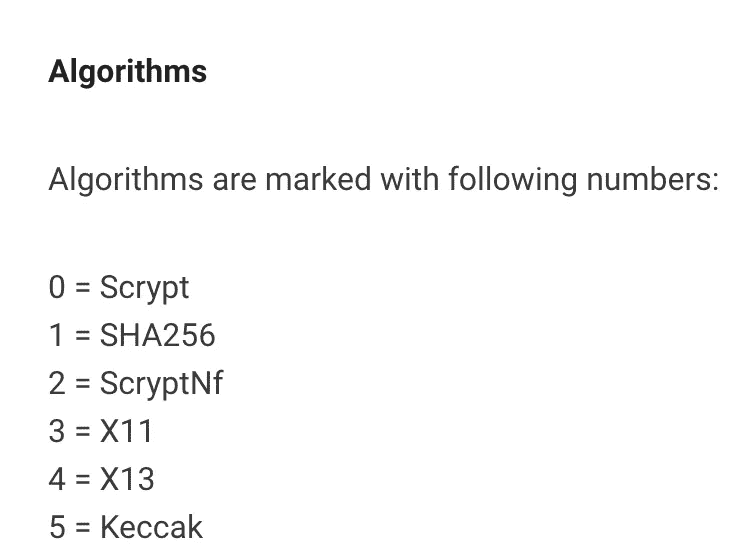 Algorithms
Algorithms are marked with following numbers:
0 = Scrypt
1 = SHA256
2 = ScryptNf
3 = X11
4 = X13
5 = Keccak